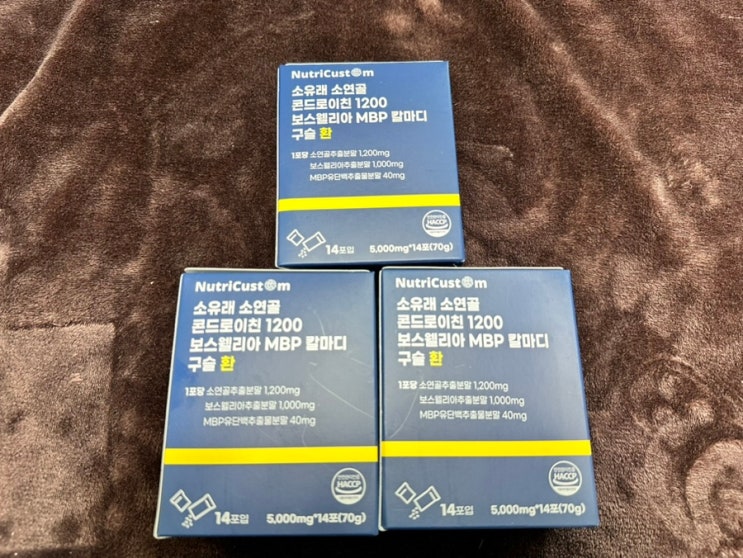 NutriCustom
소유래 소연골
콘드로이친 1200
보스웰리아 MBP 칼마디
구슬 환
1포당 소연골추출분말 1,200mg
보스웰리아추출분말 1,000mg
MBP유단백추출물분말 40mg
HACCP
14포입
5,000mg*14포(70g)
NutriCustom
소유래 소연골
콘드로이친 1200
보스웰리아 MBP 칼마디
구슬 환
1포당 소연골추출분말 1,200mg
보스웰리아추출분말 1,000mg
MBP유단백추출물분말 40mg
HACCP
14포입
5,000mg*14포(70g)
NutriCustom
소유래 소연골
콘드로이친 1200
보스웰리아 MBP 칼마디
구슬 환
1포당 소연골추출분말 1,200mg
보스웰리아추출분말 1,000mg
MBP유단백추출물분말 40mg
HACCP
14포입
5,000mg*14포(70g)